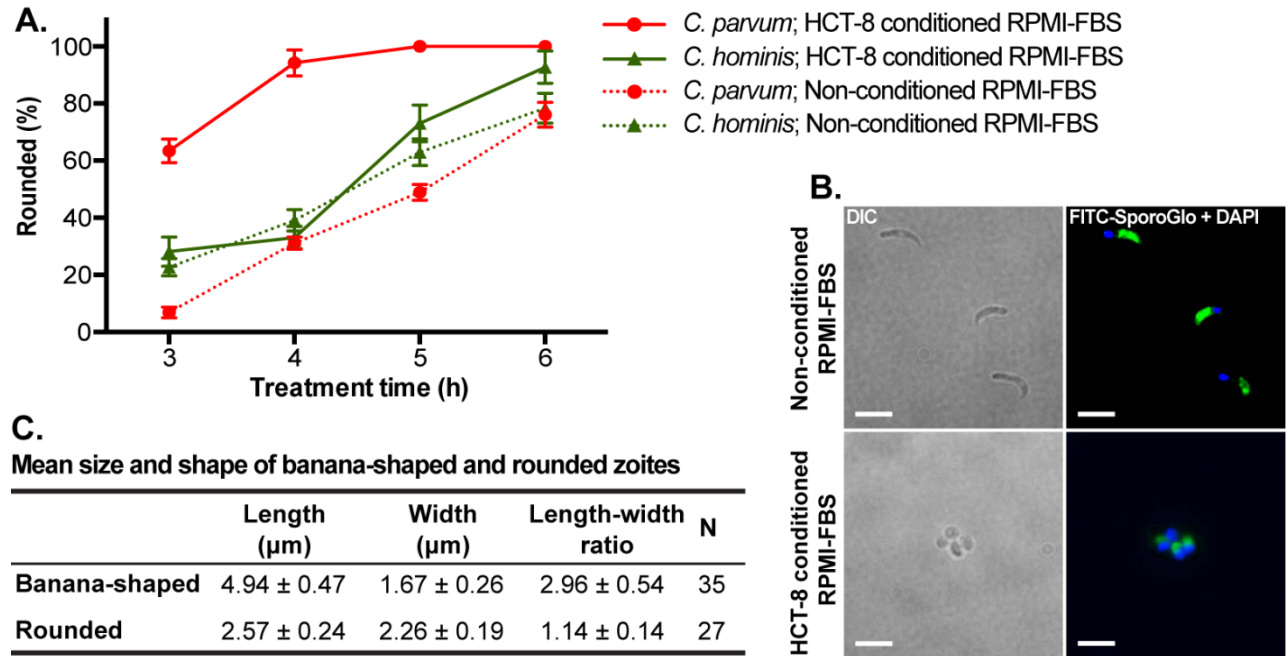 A.
C. parvum; HCT-8 conditioned RPMI-FBS
C. hominis; HCT-8 conditioned RPMI-FBS
C. parvum; Non-conditioned RPMI-FBS
C. hominis; Non-conditioned RPMI-FBS
Rounded (%)
100
80
60
40
20
0
3 4 5 6
Treatment time (h)
B.
DIC
FITC-SporoGlo + DAPI
Non-conditioned
RPMI-FBS
HCT-8 conditioned
RPMI-FBS
C.
Mean size and shape of banana-shaped and rounded zoites
Length Width Length-width N
(µm) (µm) ratio
Banana-shaped 4.94 ± 0.47 1.67 ± 0.26 2.96 ± 0.54 35
Rounded 2.57 ± 0.24 2.26 ± 0.19 1.14 ± 0.14 27